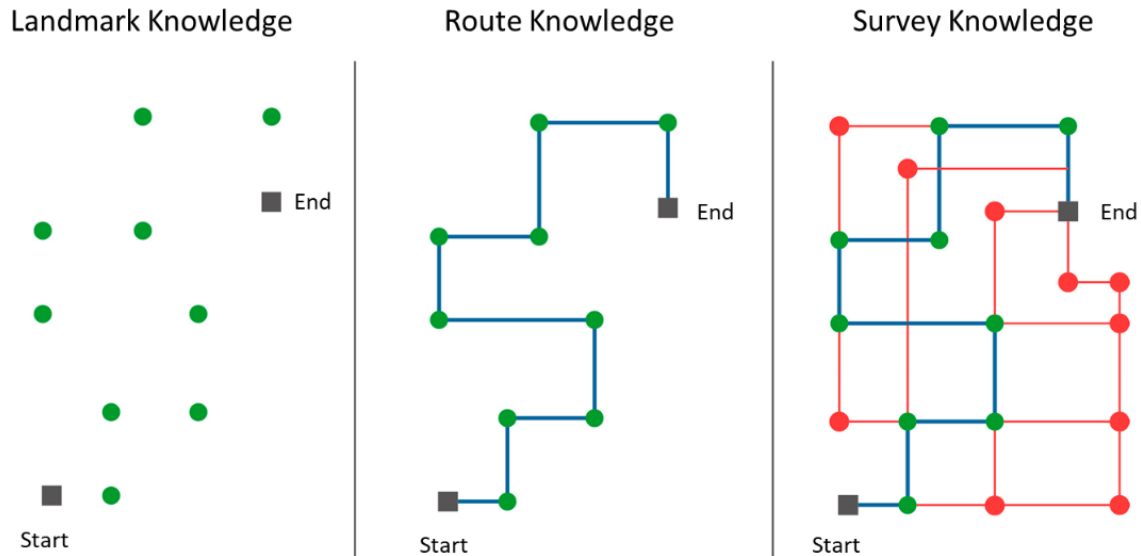 Landmark Knowledge
Route Knowledge
Survey Knowledge
End
End
End
Start
Start
Start